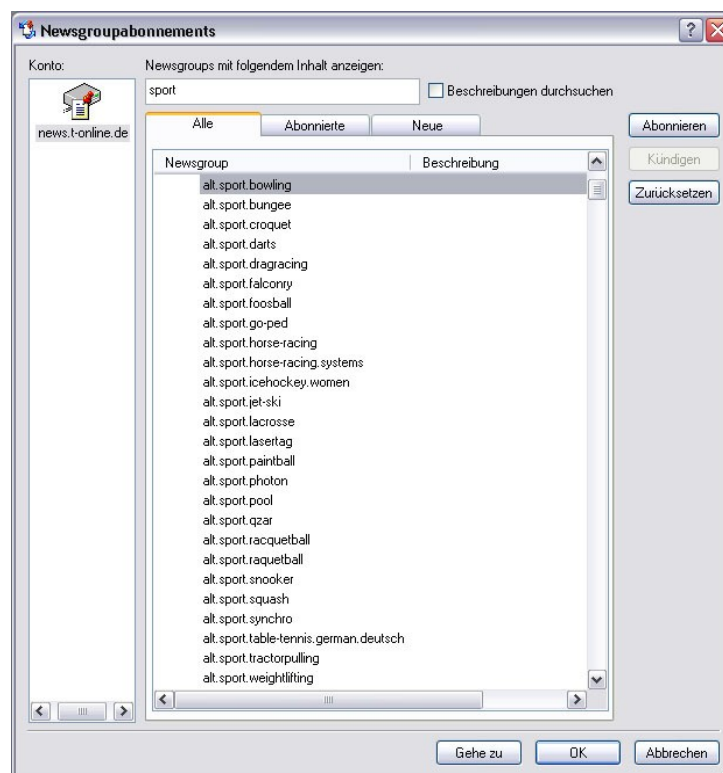 Newsgroupabonnements
Konto:
Newsgroups mit folgendem Inhalt anzeigen:
sport
Beschreibungen durchsuchen
news.t-online.de
Alle
Abonnierte
Neue
Abonnieren
Kündigen
Zurücksetzen
Newsgroup
Beschreibung
alt.sport.bowling
alt.sport.bungee
alt.sport.croquet
alt.sport.darts
alt.sport.dragracing
alt.sport.falconry
alt.sport.foosball
alt.sport.go-ped
alt.sport.horse-racing
alt.sport.horse-racing.systems
alt.sport.icehockey.women
alt.sport.jet-ski
alt.sport.lacrosse
alt.sport.lasertag
alt.sport.paintball
alt.sport.photon
alt.sport.pool
alt.sport.qzar
alt.sport.racquetball
alt.sport.raquetball
alt.sport.snooker
alt.sport.squash
alt.sport.synchro
alt.sport.table-tennis.german.deutsch
alt.sport.tractorpulling
alt.sport.weightlifting
Gehe zu
OK
Abbrechen